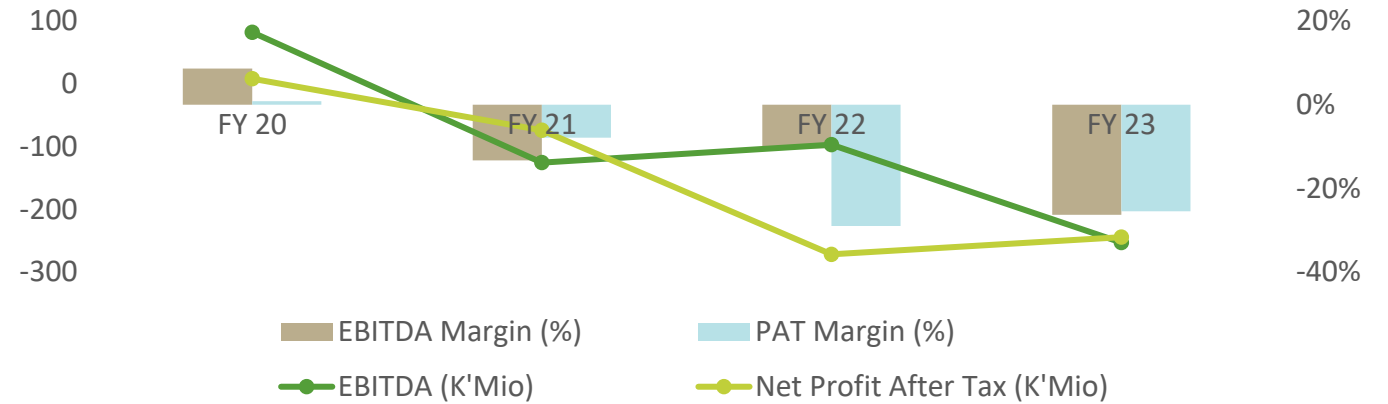 100
0
-100
-200
-300
20%
0%
-20%
-40%
FY 20
FY 21
FY 22
FY 23
EBITDA Margin (%)
PAT Margin (%)
EBITDA (K'Mio)
Net Profit After Tax (K'Mio)